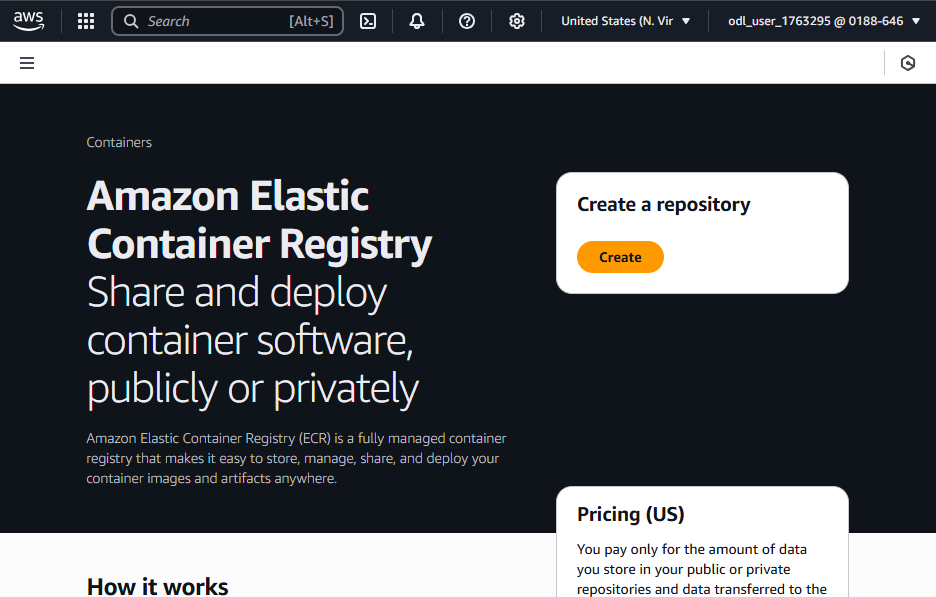 aws
Search [Alt+S]
United States (N. Vir
odl_user_1763295 @ 0188-646
Containers
Amazon Elastic
Container Registry
Share and deploy
container software,
publicly or privately
Amazon Elastic Container Registry (ECR) is a fully managed container
registry that makes it easy to store, manage, share, and deploy your
container images and artifacts anywhere.
Create a repository
Create
Pricing (US)
You pay only for the amount of data
you store in your public or private
repositories and data transferred to the
How it works